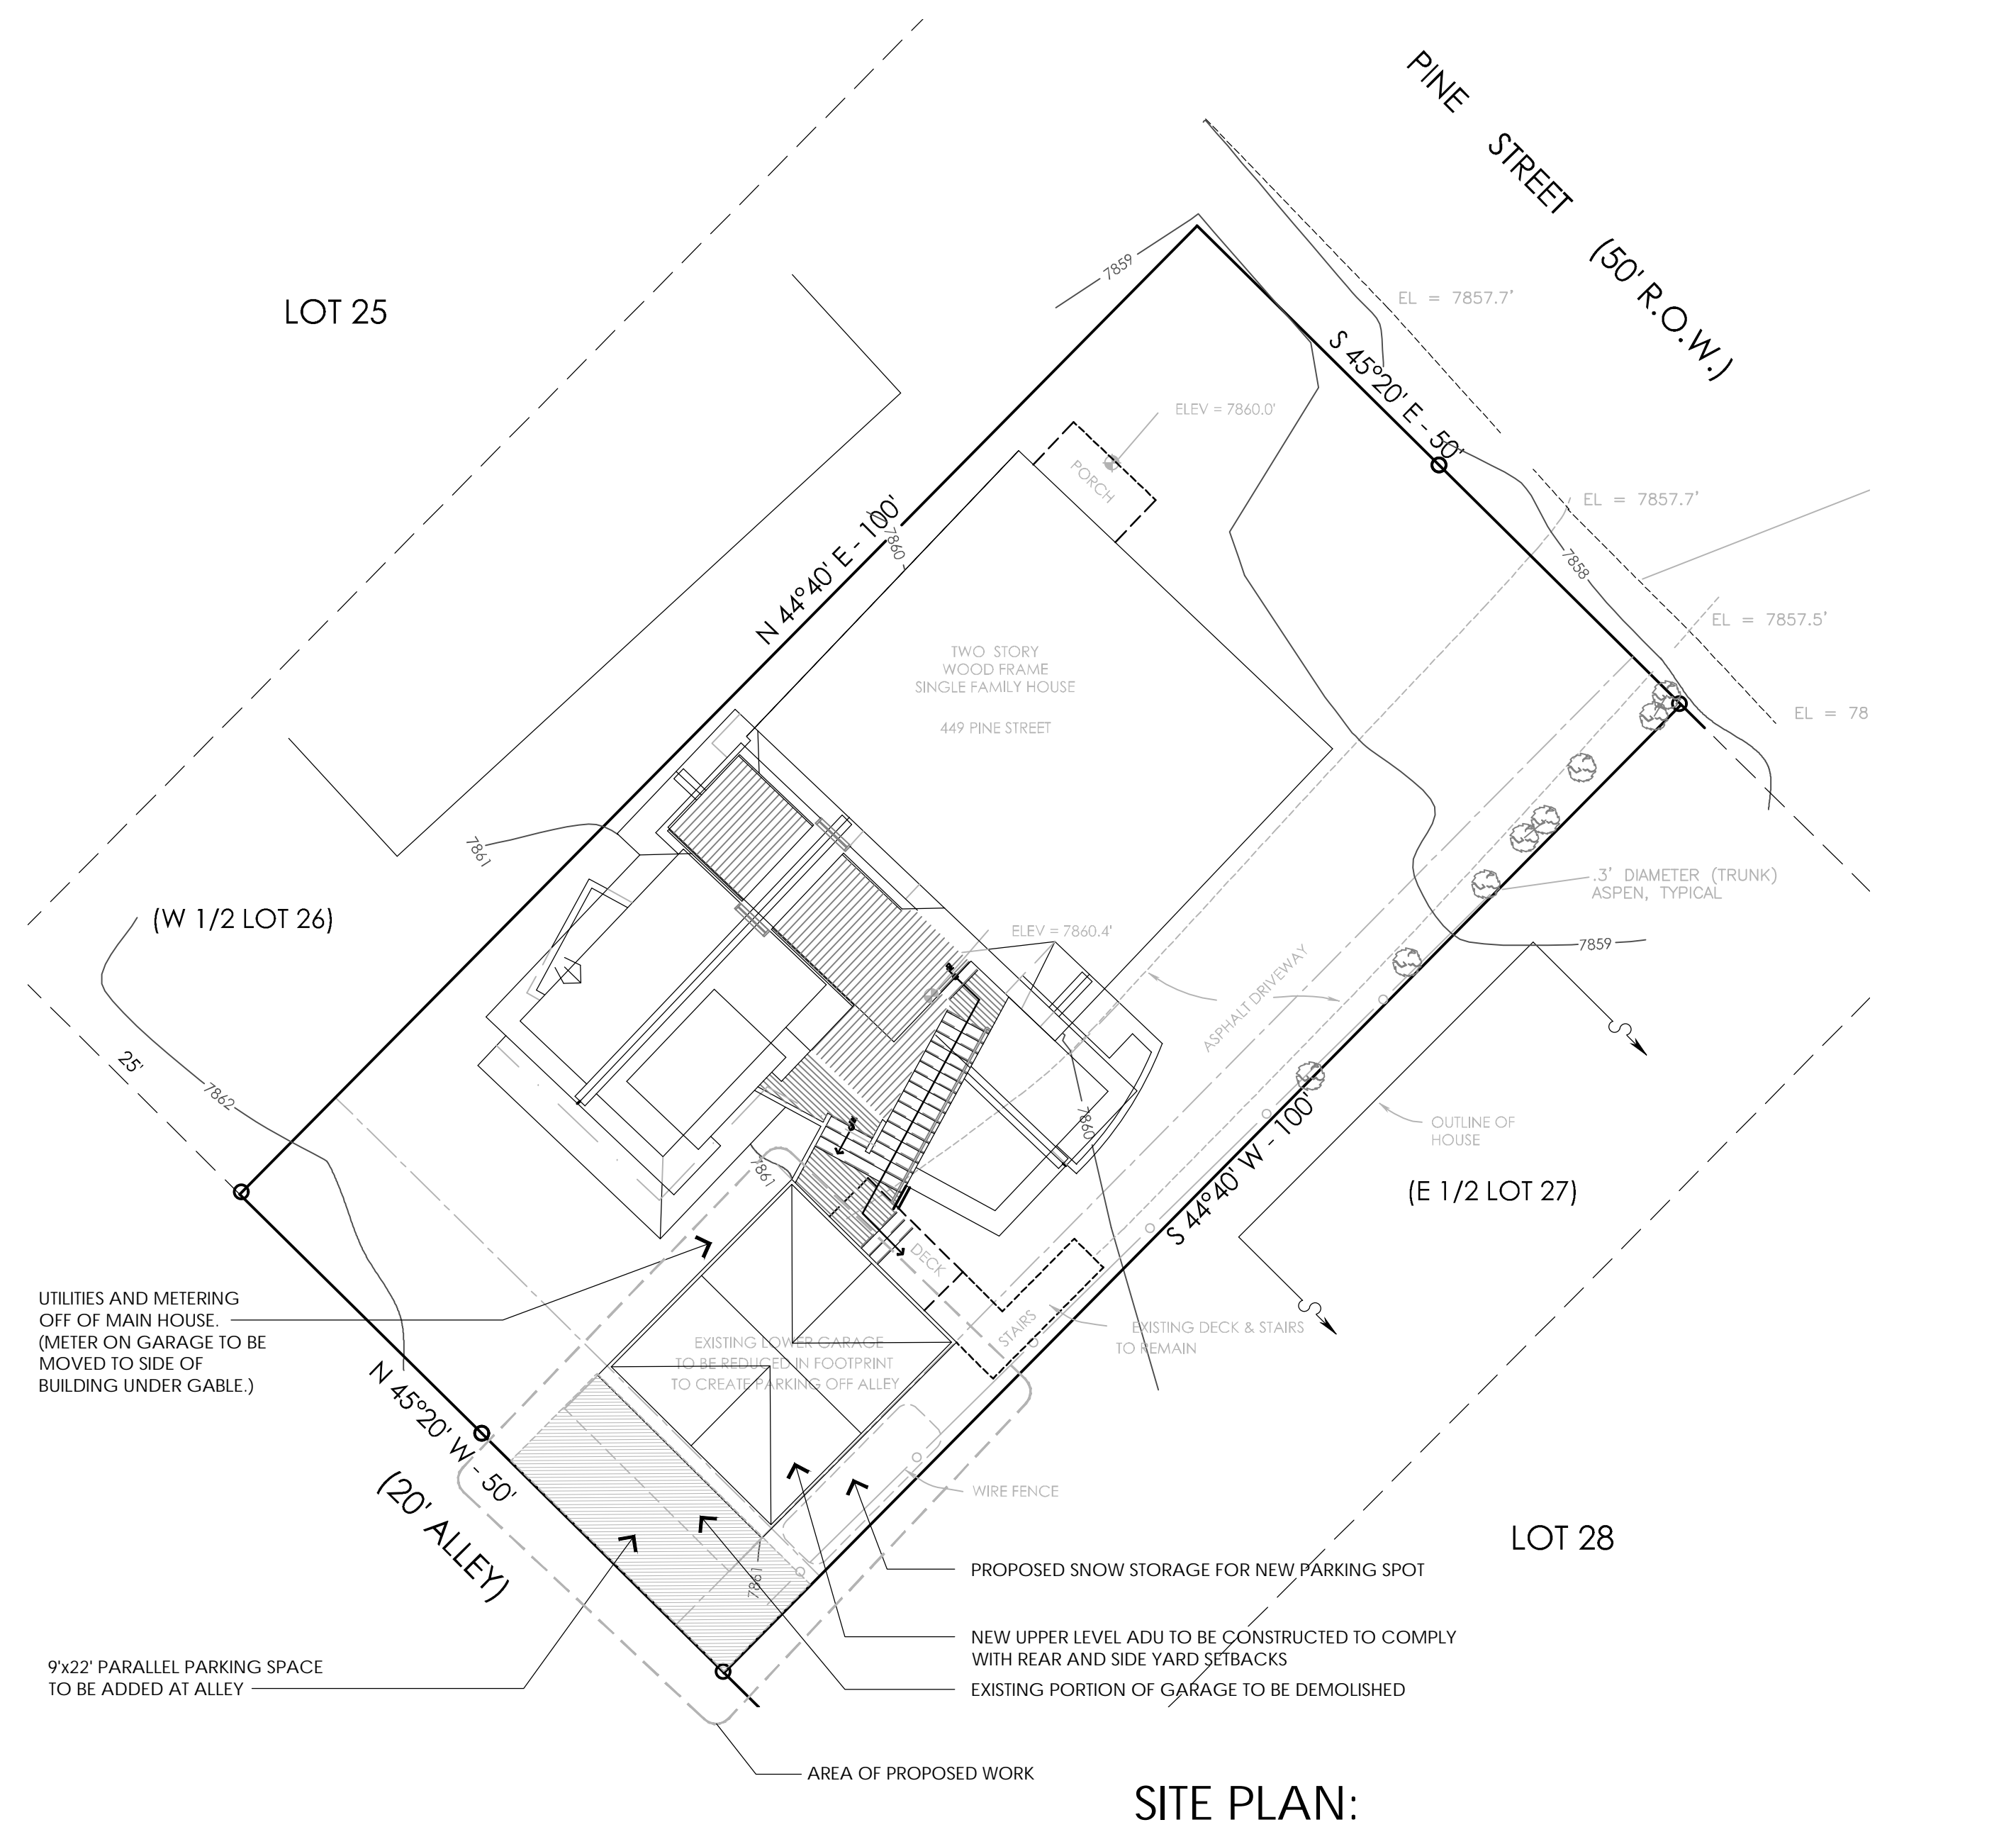 PINE STREET (50' R.O.W.)
LOT 25
7859
EL = 7857.7'
S 45°20' E - 50'
ELEV = 7860.0'
PORCH
N 44°40' E - 100'
7860
EL = 7857.7'
7858
EL = 7857.5'
EL = 78
TWO STORY
WOOD FRAME
SINGLE FAMILY HOUSE
449 PINE STREET
7861
.3' DIAMETER (TRUNK)
ASPEN, TYPICAL
(W 1/2 LOT 26)
ELEV = 7860.4'
ASPHALT DRIVEWAY
7859
25'
7862
7860
OUTLINE OF
HOUSE
S 44°40' W - 100'
(E 1/2 LOT 27)
7861
DECK
STAIRS
EXISTING DECK & STAIRS
TO REMAIN
UTILITIES AND METERING
OFF OF MAIN HOUSE.
(METER ON GARAGE TO BE
MOVED TO SIDE OF
BUILDING UNDER GABLE.)
EXISTING LOWER GARAGE
TO BE REDUCED IN FOOTPRINT
TO CREATE PARKING OFF ALLEY
N 45°20' W - 50'
(20' ALLEY)
WIRE FENCE
LOT 28
7861
PROPOSED SNOW STORAGE FOR NEW PARKING SPOT
NEW UPPER LEVEL ADU TO BE CONSTRUCTED TO COMPLY
WITH REAR AND SIDE YARD SETBACKS
EXISTING PORTION OF GARAGE TO BE DEMOLISHED
9'x22' PARALLEL PARKING SPACE
TO BE ADDED AT ALLEY
AREA OF PROPOSED WORK
SITE PLAN: